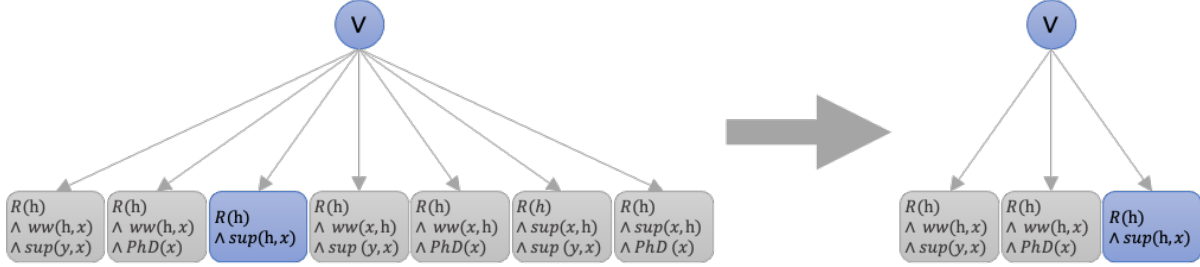 ∨
R(h)
∧ ww(h,x)
∧ sup(y,x)
R(h)
∧ ww(h,x)
∧ PhD(x)
R(h)
∧ sup(h,x)
R(h)
∧ ww(x,h)
∧ sup (y,x)
R(h)
∧ ww(x,h)
∧ PhD(x)
R(h)
∧ sup(x,h)
∧ sup (y,x)
R(h)
∧ sup(x,h)
∧ PhD (x)
∨
R(h)
∧ ww(h,x)
∧ sup(y,x)
R(h)
∧ ww(h,x)
∧ PhD(x)
R(h)
∧ sup(h,x)